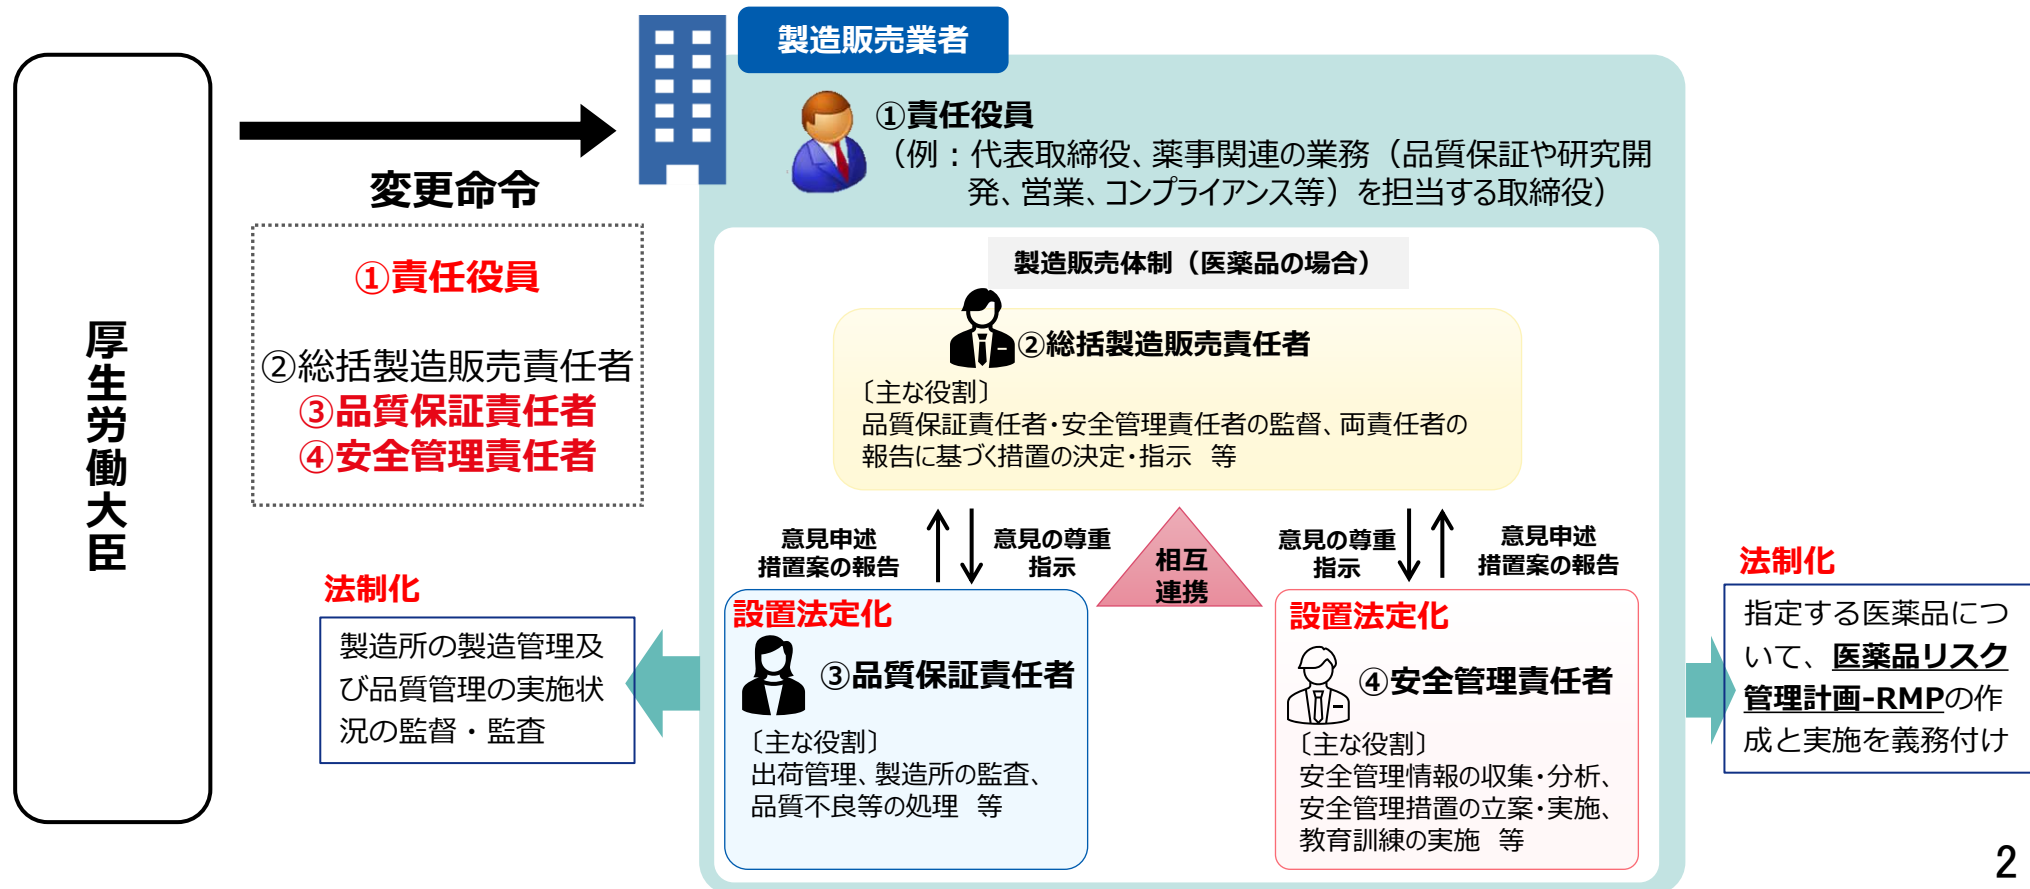 厚生労働大臣
変更命令
①責任役員
②総括製造販売責任者
③品質保証責任者
④安全管理責任者
製造販売業者
①責任役員
（例：代表取締役、薬事関連の業務（品質保証や研究開
発、営業、コンプライアンス等）を担当する取締役）
製造販売体制（医薬品の場合）
②総括製造販売責任者
〔主な役割〕
品質保証責任者・安全管理責任者の監督、両責任者の
報告に基づく措置の決定・指示 等
意見申述
措置案の報告
意見の尊重
指示
相互
連携
意見の尊重
指示
意見申述
措置案の報告
法制化
製造所の製造管理及
び品質管理の実施状
況の監督・監査
設置法定化
③品質保証責任者
〔主な役割〕
出荷管理、製造所の監査、
品質不良等の処理 等
設置法定化
④安全管理責任者
〔主な役割〕
安全管理情報の収集・分析、
安全管理措置の立案・実施、
教育訓練の実施 等
法制化
指定する医薬品につ
いて、医薬品リスク
管理計画-RMPの作
成と実施を義務付け
2